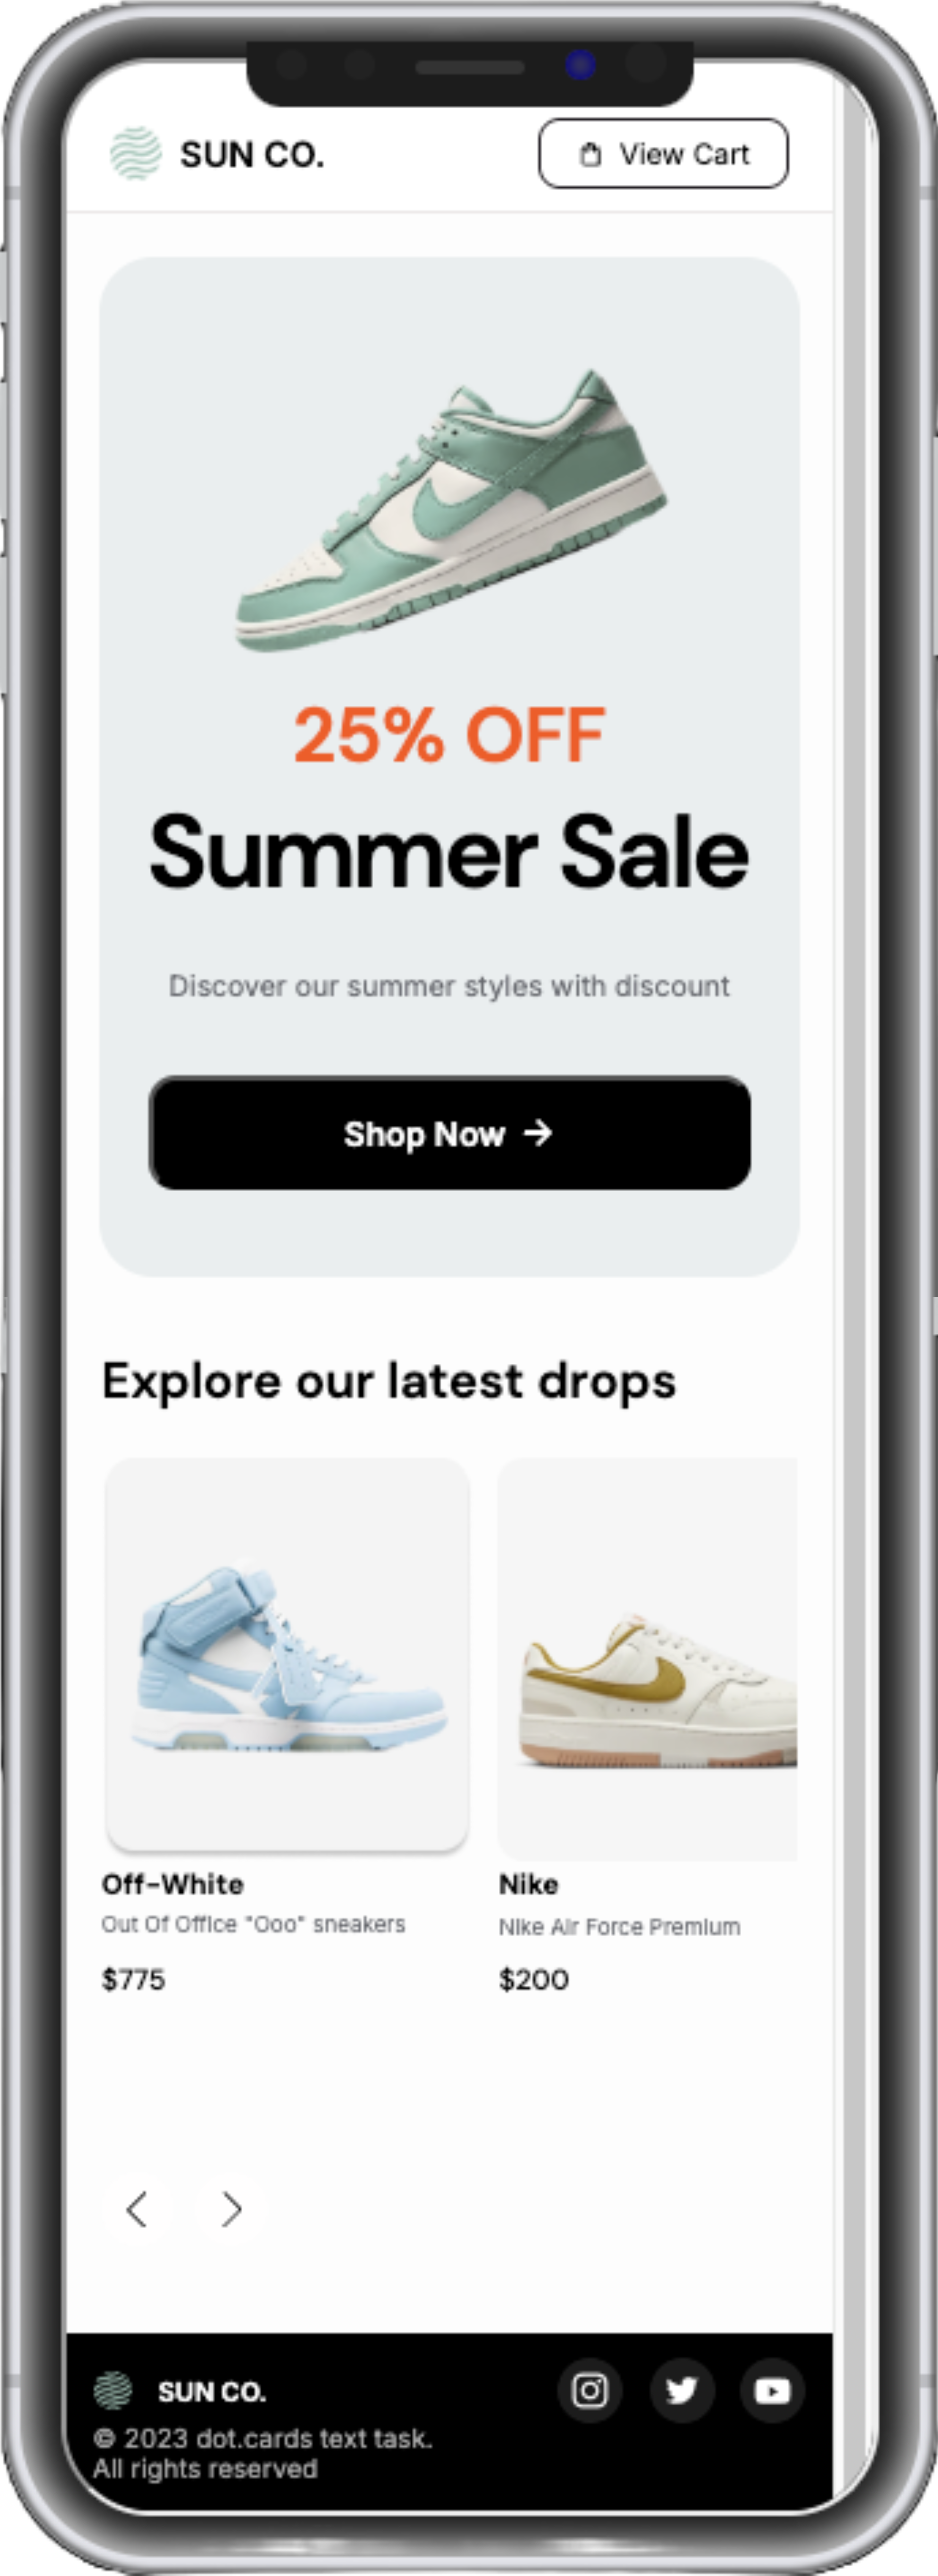 SUN CO.
View Cart
25% OFF
Summer Sale
Discover our summer styles with discount
Shop Now →
Explore our latest drops
Off-White
Out Of Office "Ooo" sneakers
$775
Nike
Nike Air Force Premium
$200
SUN CO.
© 2023 dot.cards text task.
All rights reserved